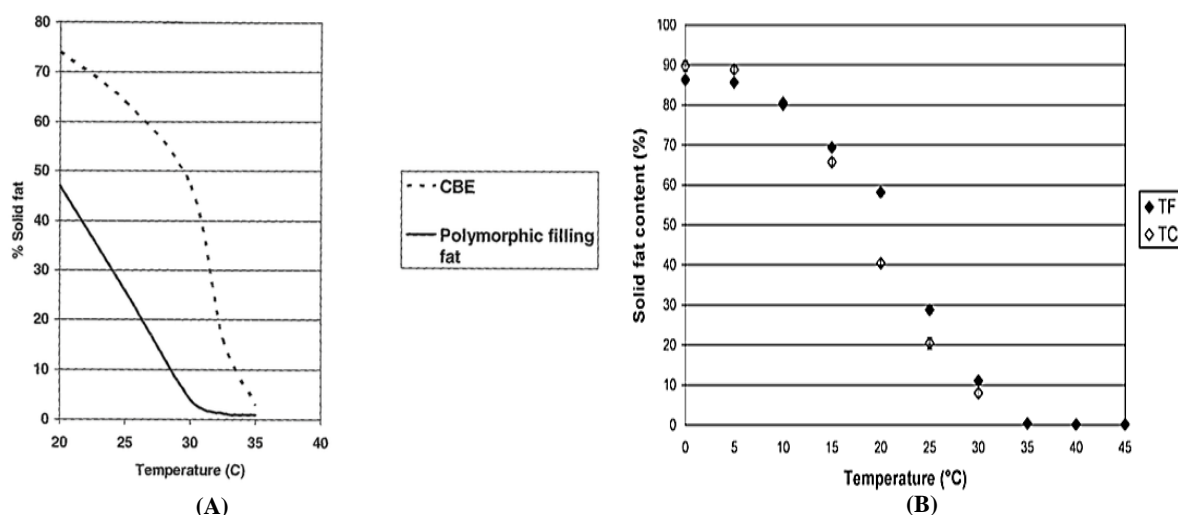 80
70
60
50
40
30
20
10
0
% Solid fat
20 25 30 35 40
Temperature (C)
(A)
CBE
Polymorphic filling
fat
100
90
80
70
60
50
40
30
20
10
0
Solid fat content (%)
0 5 10 15 20 25 30 35 40 45
Temperature (°C)
(B)
TF
TC